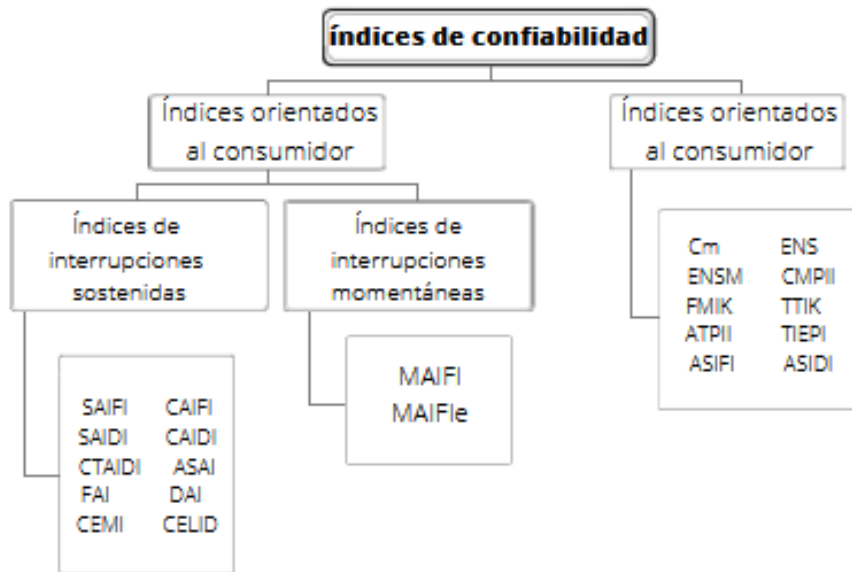 índices de confiabilidad
Índices orientados
al consumidor
Índices orientados
al consumidor
Índices de
interrupciones
sostenidas
Índices de
interrupciones
momentáneas
SAIFI CAIFI
SAIDI CAIDI
CTAIDI ASAI
FAI DAI
CEMI CELID
MAIFI
MAIFIe
Cm ENS
ENSM CMPII
FMIK TTIK
ATPII TIEPI
ASIFI ASIDI